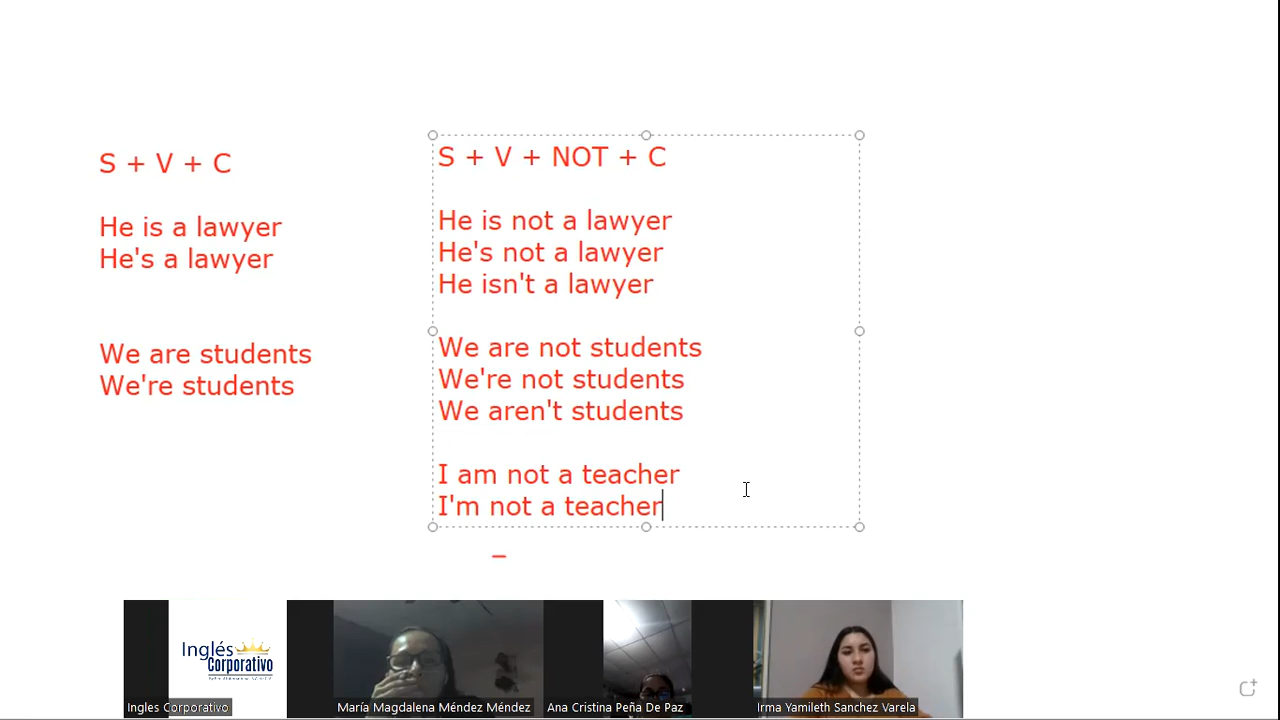 S + V + C
He is a lawyer
He's a lawyer
We are students
We're students
S + V + NOT + C
He is not a lawyer
He's not a lawyer
He isn't a lawyer
We are not students
We're not students
We aren't students
I am not a teacher
I'm not a teacher
Inglés
Corporativo
Ingles Corporativo
María Magdalena Méndez Méndez
Ana Cristina Peña De Paz
Irma Yamileth Sanchez Varela